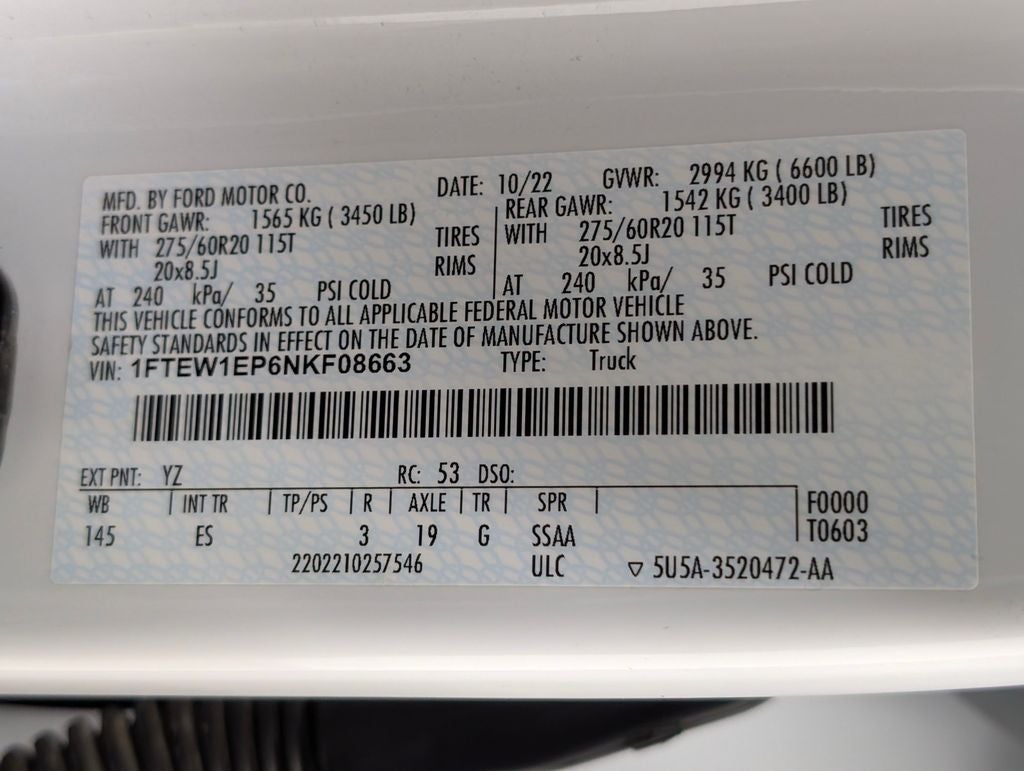 MFD. BY FORD MOTOR CO. DATE: 10/22 GVWR: 2994 KG ( 6600 LB)
FRONT GAWR: 1565 KG ( 3450 LB) REAR GAWR: 1542 KG ( 3400 LB)
WITH 275/60R20 115T TIRES WITH 275/60R20 115T TIRES
20x8.5J RIMS 20x8.5J RIMS
AT 240 kPa/ 35 PSI COLD AT 240 kPa/ 35 PSI COLD
THIS VEHICLE CONFORMS TO ALL APPLICABLE FEDERAL MOTOR VEHICLE
SAFETY STANDARDS IN EFFECT ON THE DATE OF MANUFACTURE SHOWN ABOVE.
VIN: 1FTEW1EP6NKF08663 TYPE: Truck
EXT PNT: YZ RC: 53 DSO:
WB INT TR TP/PS R AXLE TR SPR F0000
145 ES 3 19 G SSAA T0603
2202210257546 ULC ▽ 5U5A-3520472-AA